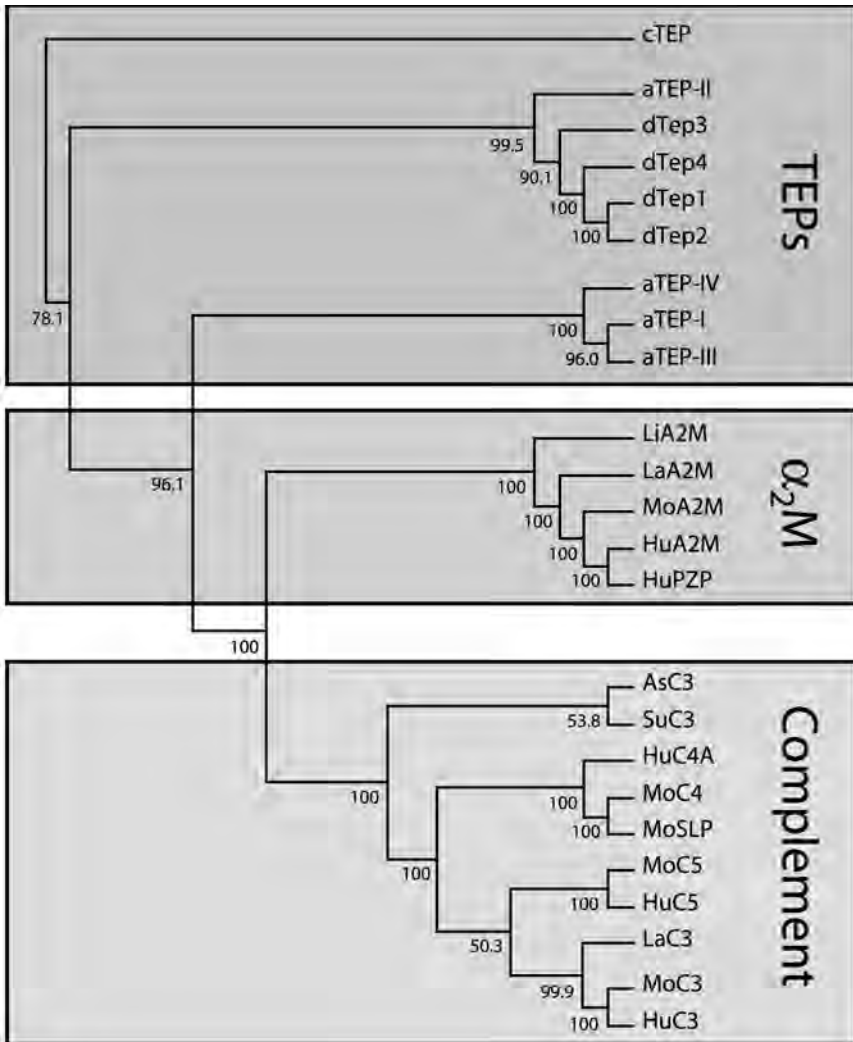 cTEP
aTEP-II
dTep3
99.5
dTep4
90.1
dTep1
100
dTep2
100
TEPs
aTEP-IV
78.1
aTEP-I
100
aTEP-III
96.0
LiA2M
LaA2M
96.1
100
MoA2M
100
HuA2M
100
HuPZP
100
α₂M
100
AsC3
SuC3
53.8
HuC4A
MoC4
100
100
MoSLP
100
MoC5
100
HuC5
100
LaC3
50.3
MoC3
99.9
HuC3
100
Complement